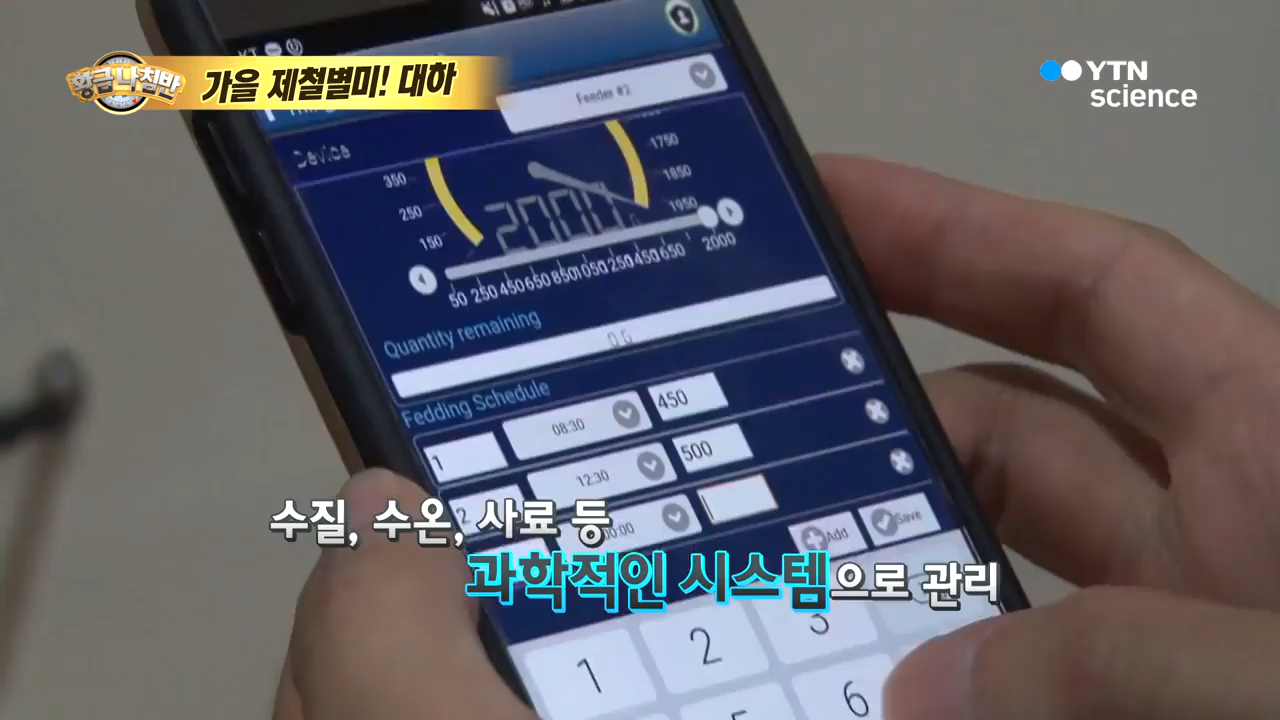 황금나침반
가을 제철별미! 대하
YTN
science
Feeder #2
Device
350
250
150
1750
1850
1950
2000
50 250 450 650 850 1050 1250 1450 1650 2000
Quantity remaining
Fedding Schedule
1 08:30 450
2 12:30 500
00:00
Add Save
수질, 수온, 사료 등
과학적인 시스템으로 관리
1 2 3
6